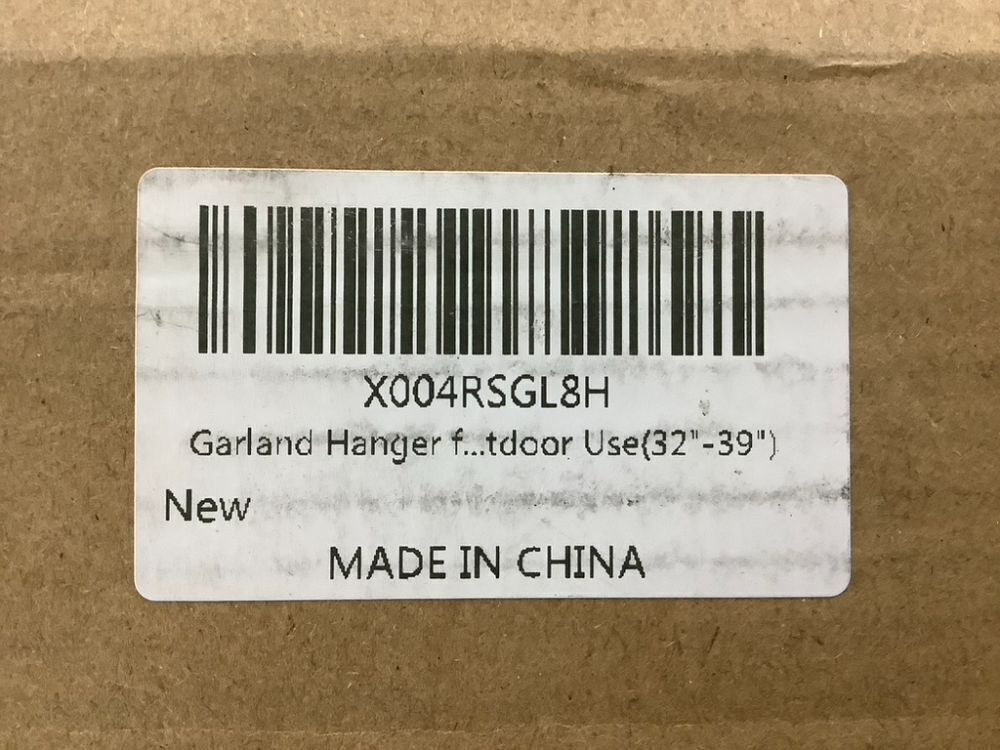 X004RSGL8H
Garland Hanger f...tdoor Use(32"-39")
New
MADE IN CHINA